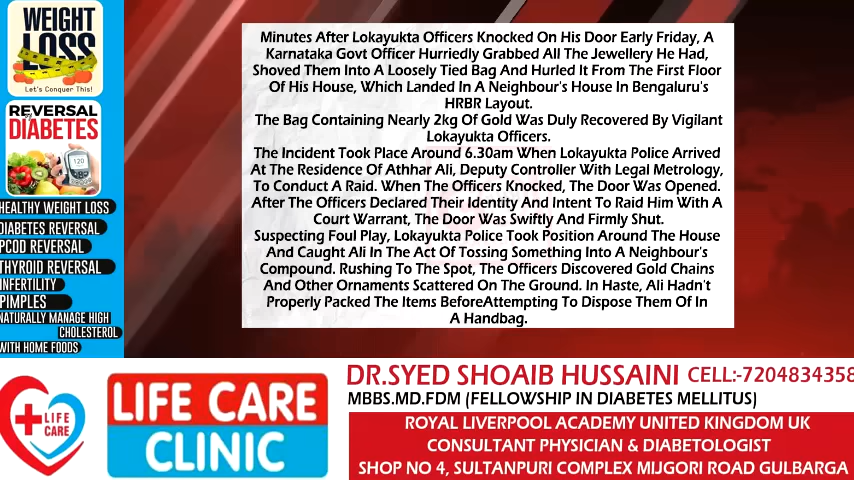 WEIGHT
LOSS
Let's Conquer This!
REVERSAL
of
DIABETES
HEALTHY WEIGHT LOSS
DIABETES REVERSAL
PCOD REVERSAL
THYROID REVERSAL
INFERTILITY
PIMPLES
NATURALLY MANAGE HIGH
CHOLESTEROL
WITH HOME FOODS
Minutes After Lokayukta Officers Knocked On His Door Early Friday, A
Karnataka Govt Officer Hurriedly Grabbed All The Jewellery He Had,
Shoved Them Into A Loosely Tied Bag And Hurled It From The First Floor
Of His House, Which Landed In A Neighbour's House In Bengaluru's
HRBR Layout.
The Bag Containing Nearly 2kg Of Gold Was Duly Recovered By Vigilant
Lokayukta Officers.
The Incident Took Place Around 6.30am When Lokayukta Police Arrived
At The Residence Of Athhar Ali, Deputy Controller With Legal Metrology,
To Conduct A Raid. When The Officers Knocked, The Door Was Opened.
After The Officers Declared Their Identity And Intent To Raid Him With A
Court Warrant, The Door Was Swiftly And Firmly Shut.
Suspecting Foul Play, Lokayukta Police Took Position Around The House
And Caught Ali In The Act Of Tossing Something Into A Neighbour's
Compound. Rushing To The Spot, The Officers Discovered Gold Chains
And Other Ornaments Scattered On The Ground. In Haste, Ali Hadn't
Properly Packed The Items BeforeAttempting To Dispose Them Of In
A Handbag.
LIFE
CARE
LIFE CARE
CLINIC
DR.SYED SHOAIB HUSSAINI CELL:-7204834358
MBBS.MD.FDM (FELLOWSHIP IN DIABETES MELLITUS)
ROYAL LIVERPOOL ACADEMY UNITED KINGDOM UK
CONSULTANT PHYSICIAN & DIABETOLOGIST
SHOP NO 4, SULTANPURI COMPLEX MIJGORI ROAD GULBARGA